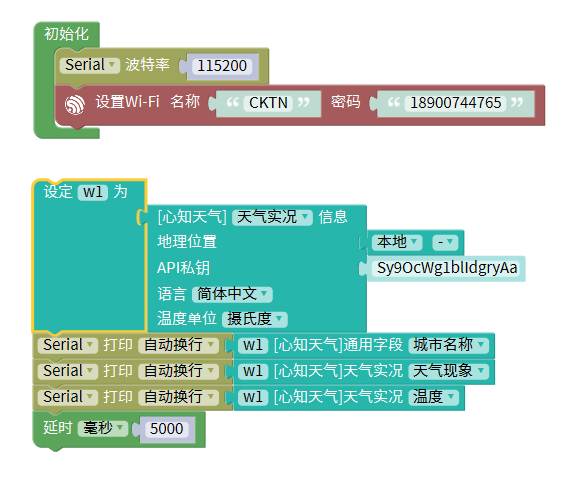 初始化
Serial 波特率 115200
设置Wi-Fi 名称 “ CKTN ” 密码 “ 18900744765 ”
设定 w1 为
[心知天气] 天气实况 信息
地理位置 本地 -
API私钥 Sy9OcWg1blIdgryAa
语言 简体中文
温度单位 摄氏度
Serial 打印 自动换行 w1 [心知天气]通用字段 城市名称
Serial 打印 自动换行 w1 [心知天气]天气实况 天气现象
Serial 打印 自动换行 w1 [心知天气]天气实况 温度
延时 毫秒 5000